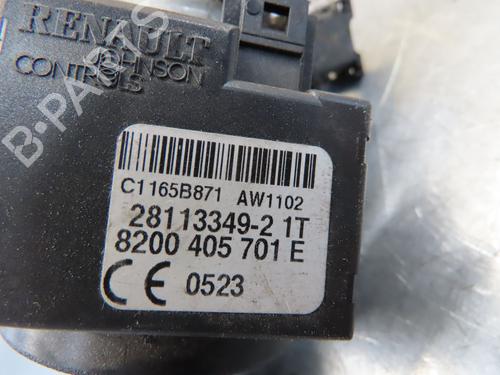 RENAULT
JOHNSON
CONTROLS
B-PARTS
C1165B871 AW1102
28113349-2 1T
8200 405 701 E
CE 0523